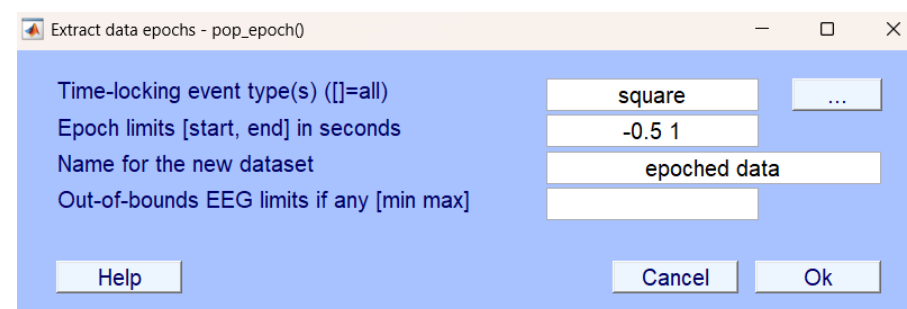 Extract data epochs - pop_epoch()
Time-locking event type(s) ([]=all) square ...
Epoch limits [start, end] in seconds -0.5 1
Name for the new dataset epoched data
Out-of-bounds EEG limits if any [min max]
Help Cancel Ok